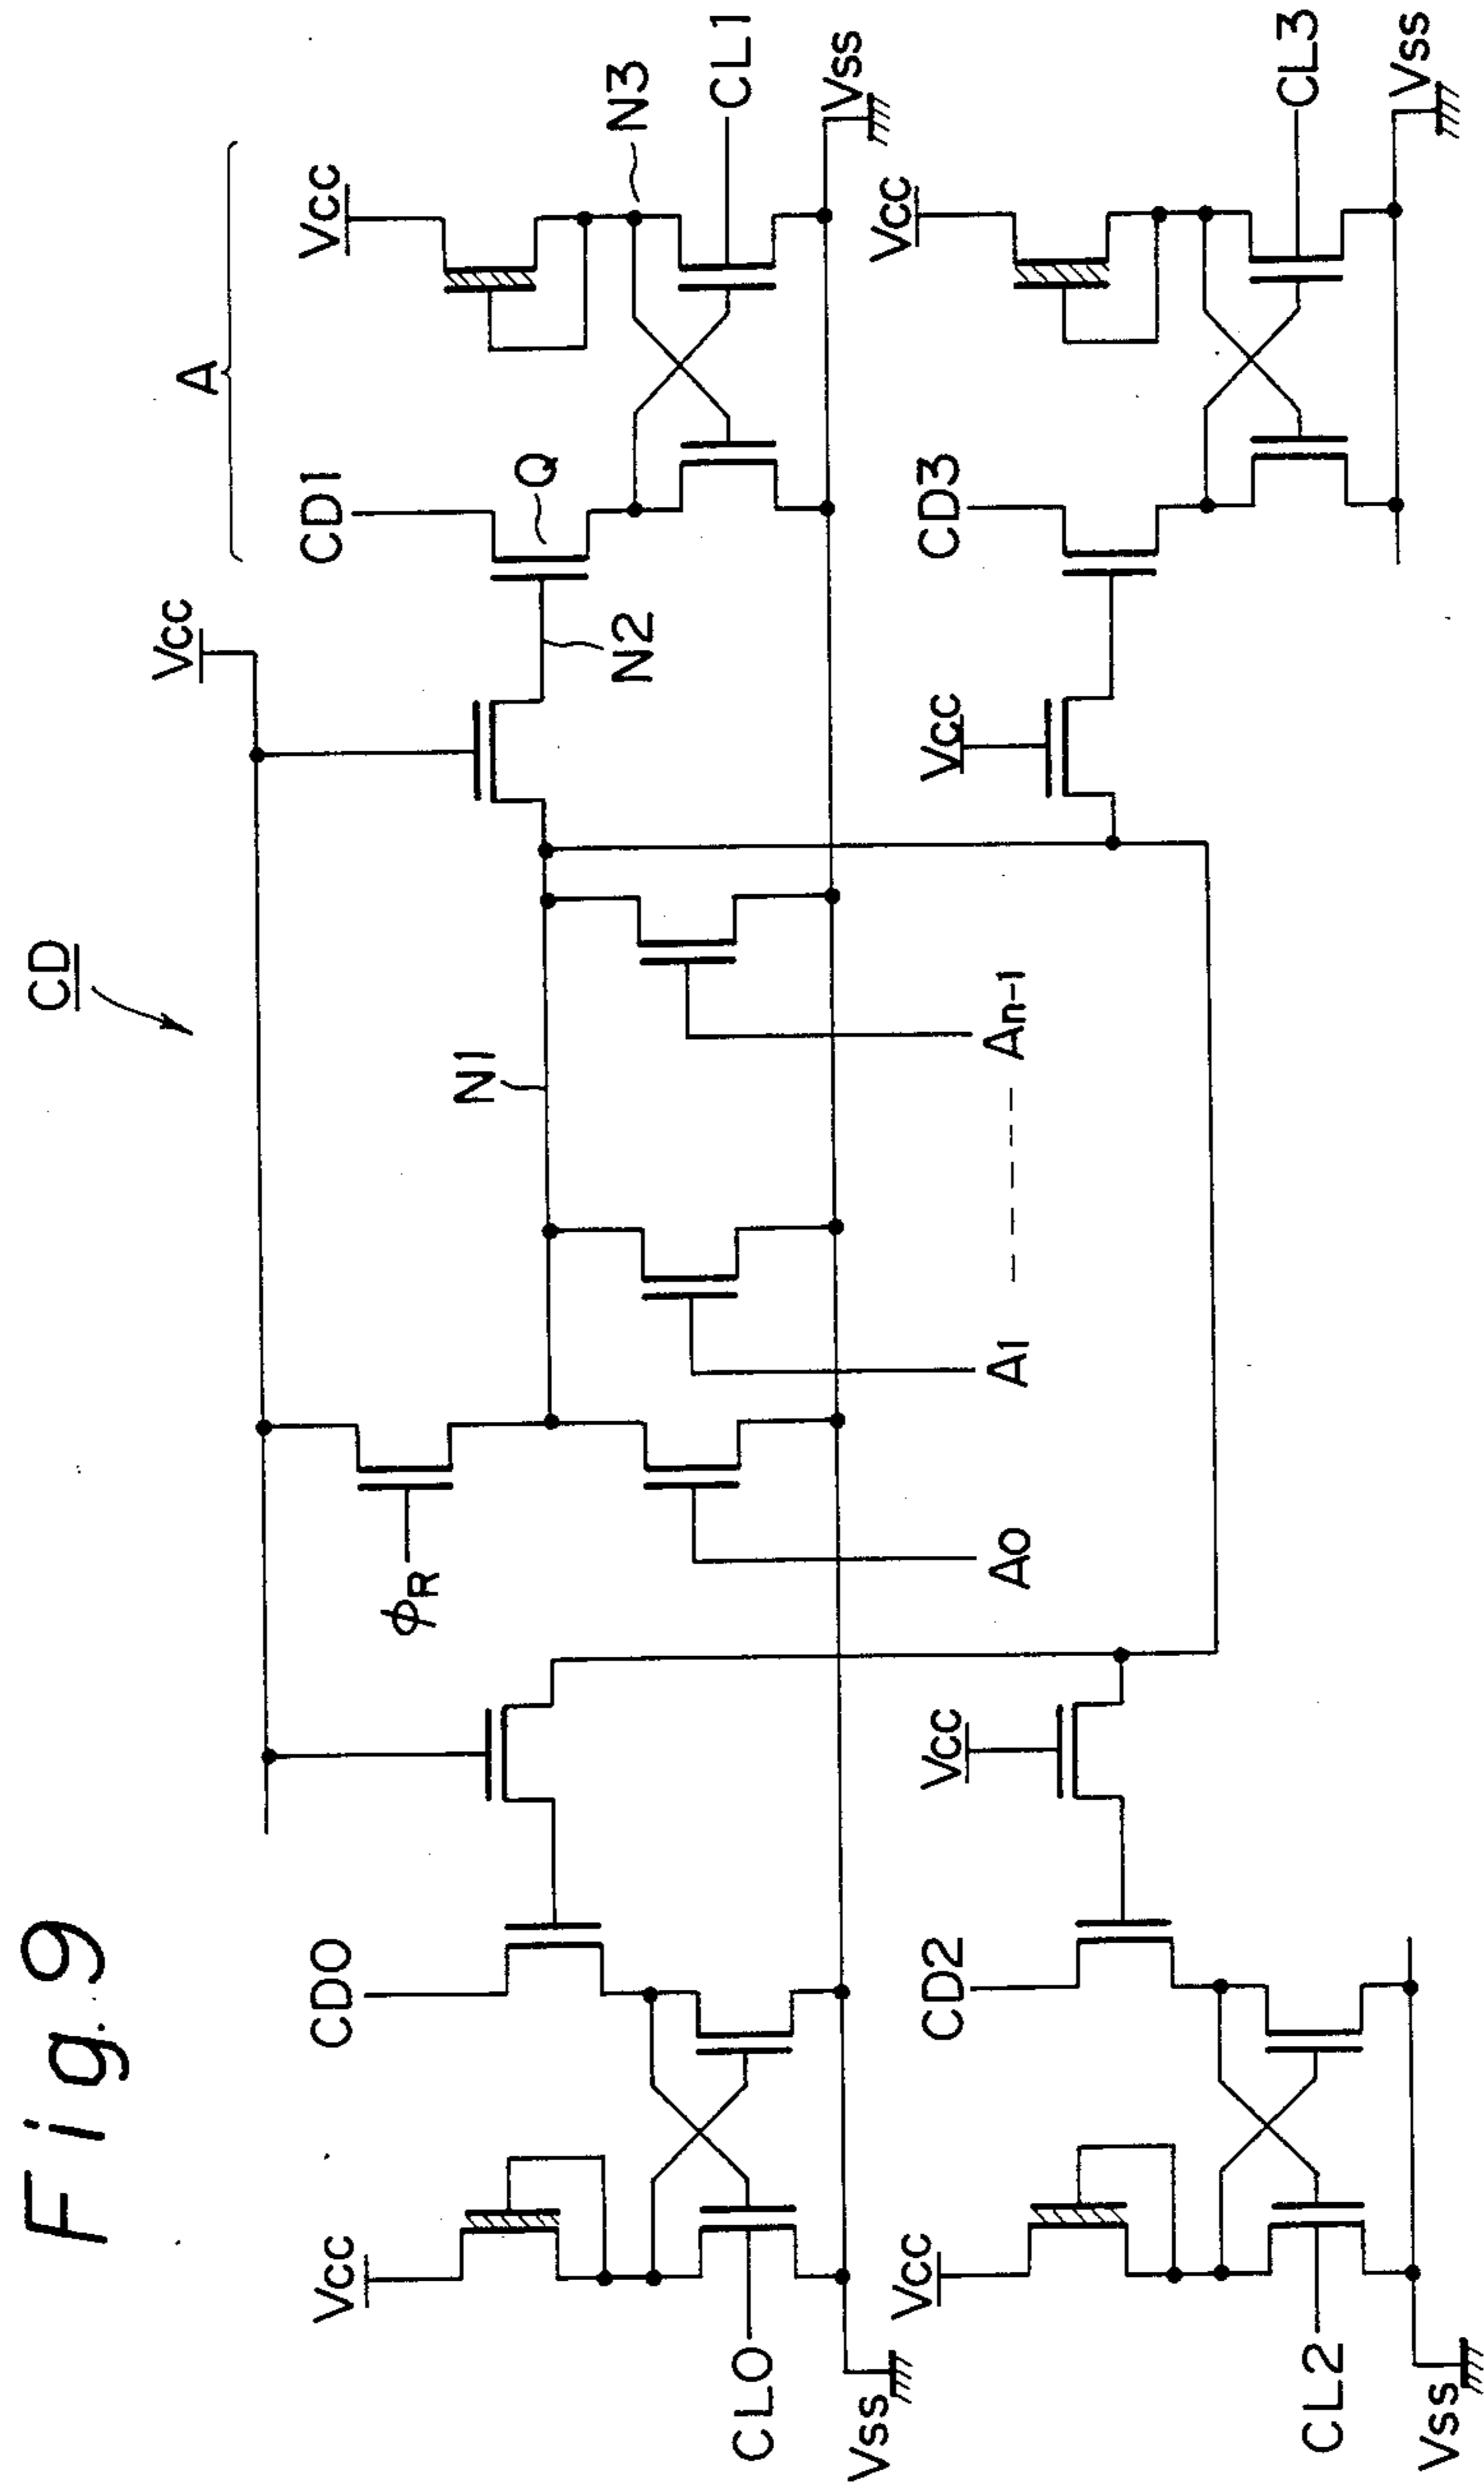 Fig. 9
CD
Vcc
A
Vcc
CD0
CD1
Vcc
Q
N3
φR
N1
N2
CL0
CL1
Vss
Vss
A0
A1
An-1
Vcc
CD2
Vcc
Vcc
CD3
Vcc
CL2
CL3
Vss
Vss